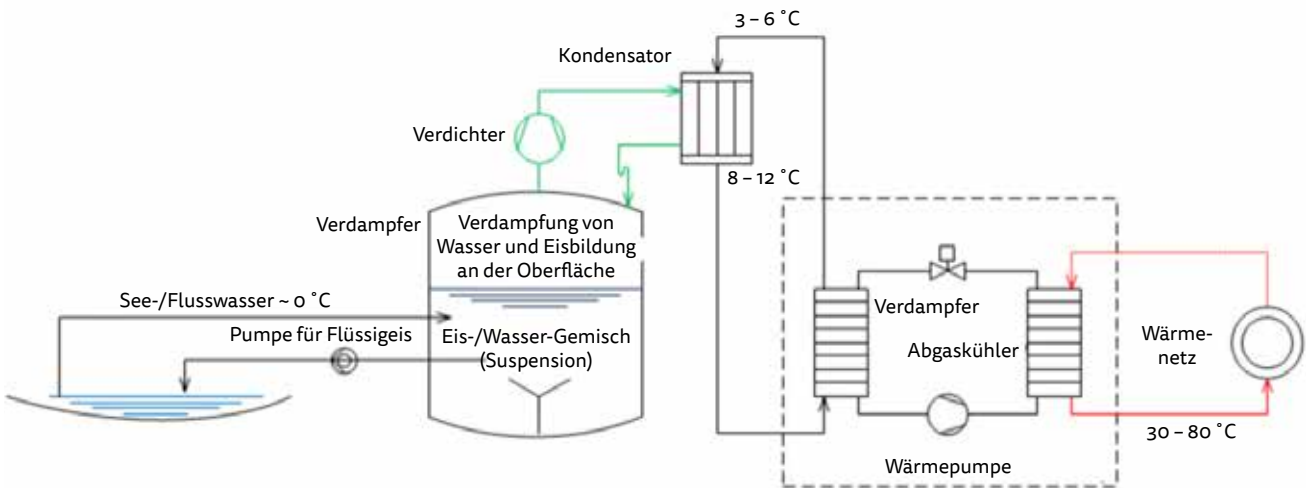 3 – 6 °C
Kondensator
Verdichter
8 – 12 °C
Verdampfer
Verdampfung von
Wasser und Eisbildung
an der Oberfläche
See-/Flusswasser ~ 0 °C
Pumpe für Flüssigeis
Eis-/Wasser-Gemisch
(Suspension)
Verdampfer
Abgaskühler
Wärme-
netz
30 – 80 °C
Wärmepumpe